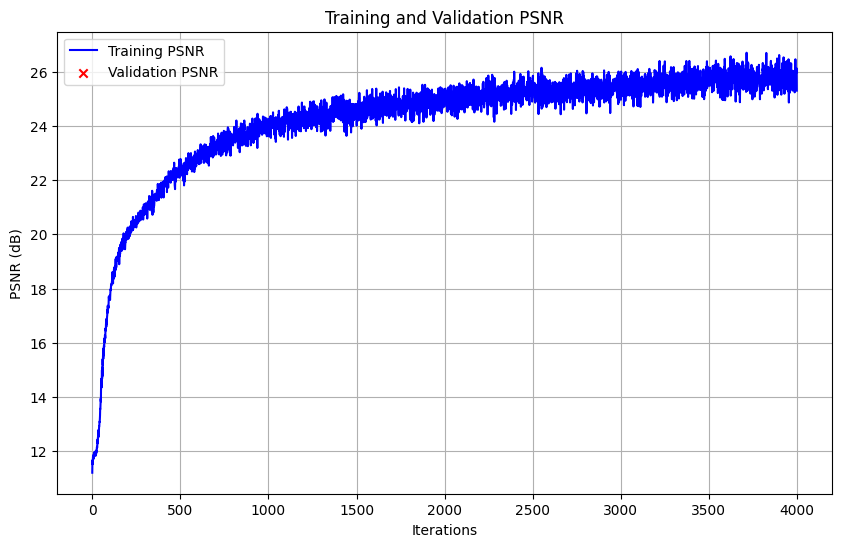 Training and Validation PSNR
Training PSNR
Validation PSNR
PSNR (dB)
26
24
22
20
18
16
14
12
0 500 1000 1500 2000 2500 3000 3500 4000
Iterations